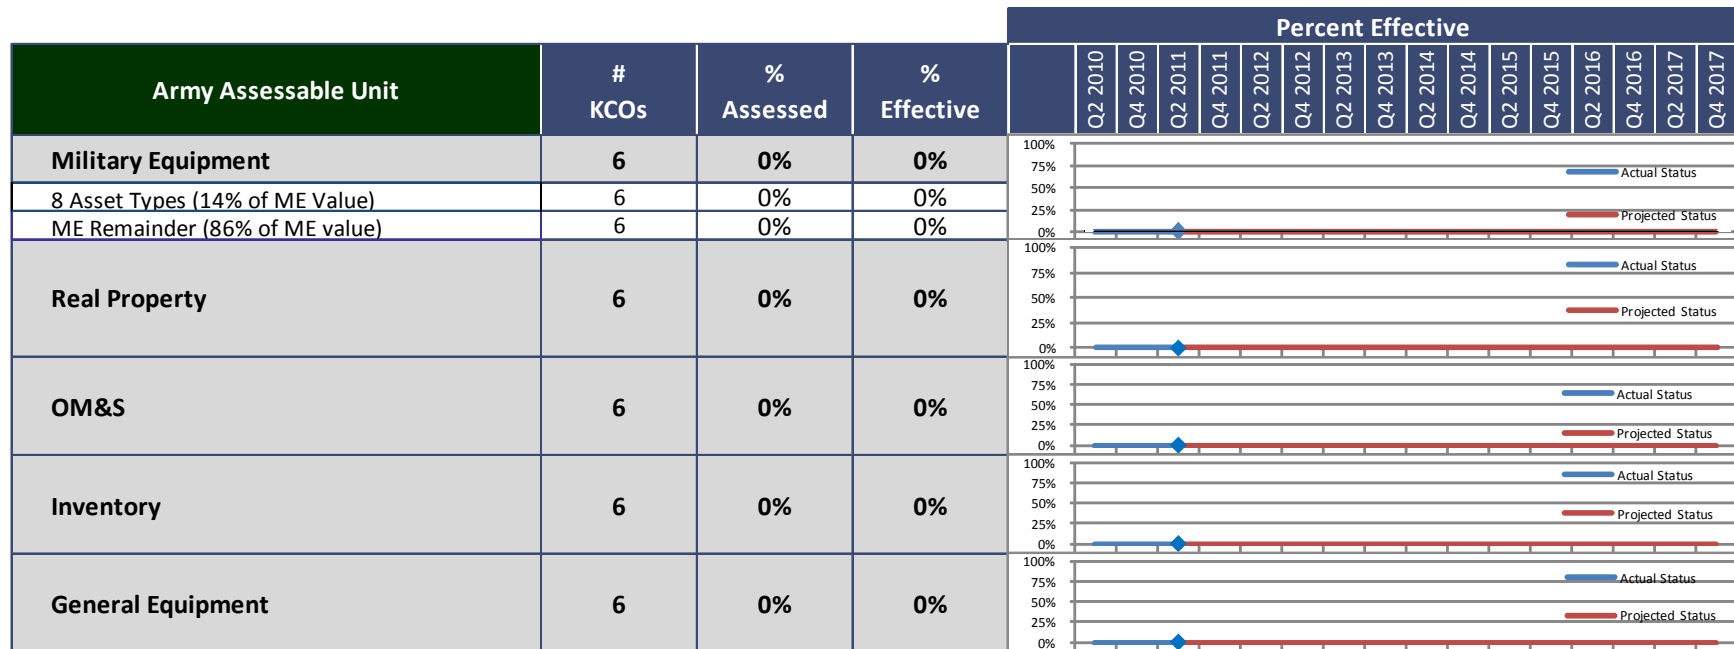 Percent Effective
Army Assessable Unit
#
KCOs
%
Assessed
%
Effective
Q2 2010
Q4 2010
Q2 2011
Q4 2011
Q2 2012
Q4 2012
Q2 2013
Q4 2013
Q2 2014
Q4 2014
Q2 2015
Q4 2015
Q2 2016
Q4 2016
Q2 2017
Q4 2017
Military Equipment 6 0% 0%
8 Asset Types (14% of ME Value) 6 0% 0%
ME Remainder (86% of ME value) 6 0% 0%
100%
75%
50%
25%
0%
Actual Status
Projected Status
Real Property 6 0% 0%
100%
75%
50%
25%
0%
Actual Status
Projected Status
OM&S 6 0% 0%
100%
75%
50%
25%
0%
Actual Status
Projected Status
Inventory 6 0% 0%
100%
75%
50%
25%
0%
Actual Status
Projected Status
General Equipment 6 0% 0%
100%
75%
50%
25%
0%
Actual Status
Projected Status